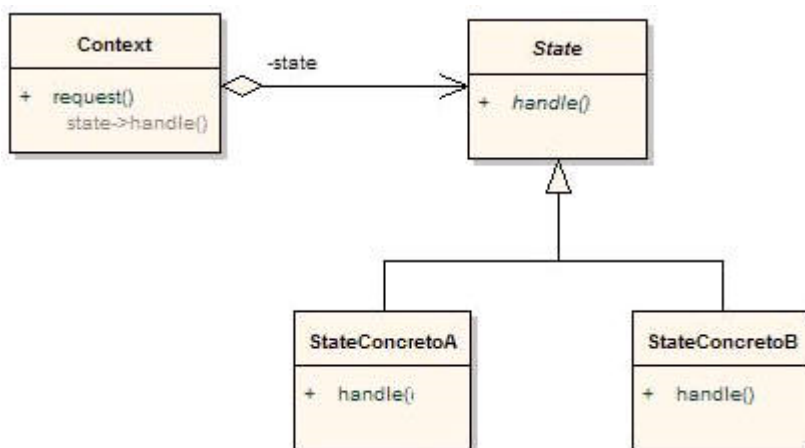 Context
+ request()
state->handle()
-state
State
+ handle()
StateConcretoA
+ handle()
StateConcretoB
+ handle()